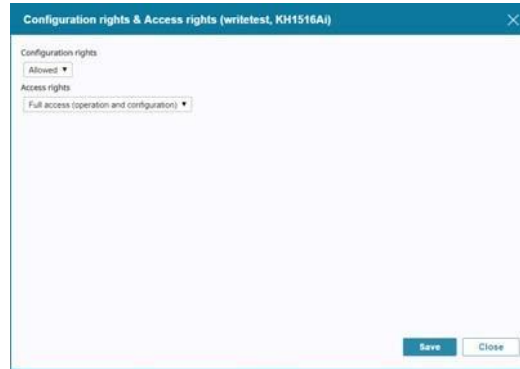 Configuration rights & Access rights (writetest, KH1516Ai)
Configuration rights
Allowed
Access rights
Full access (operation and configuration)
Save Close